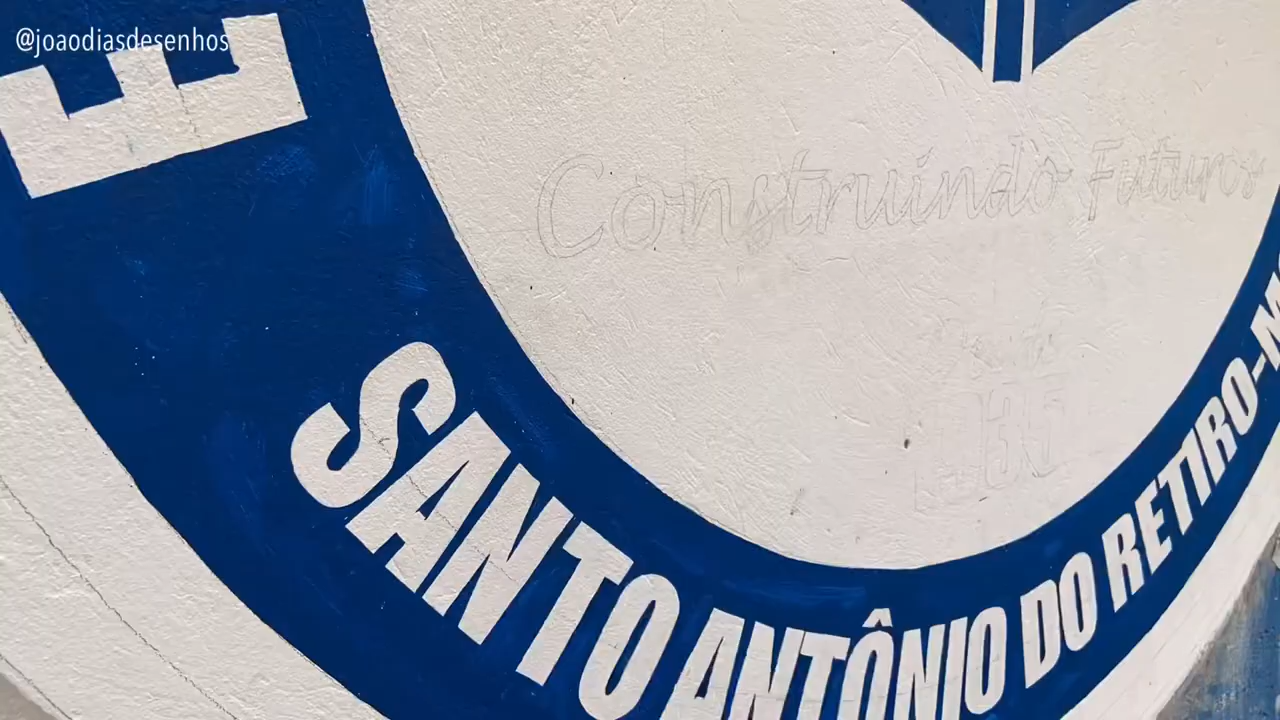 @joaodiasdesenhos
E
Construindo Futuros
SANTO ANTÔNIO DO RETIRO-M